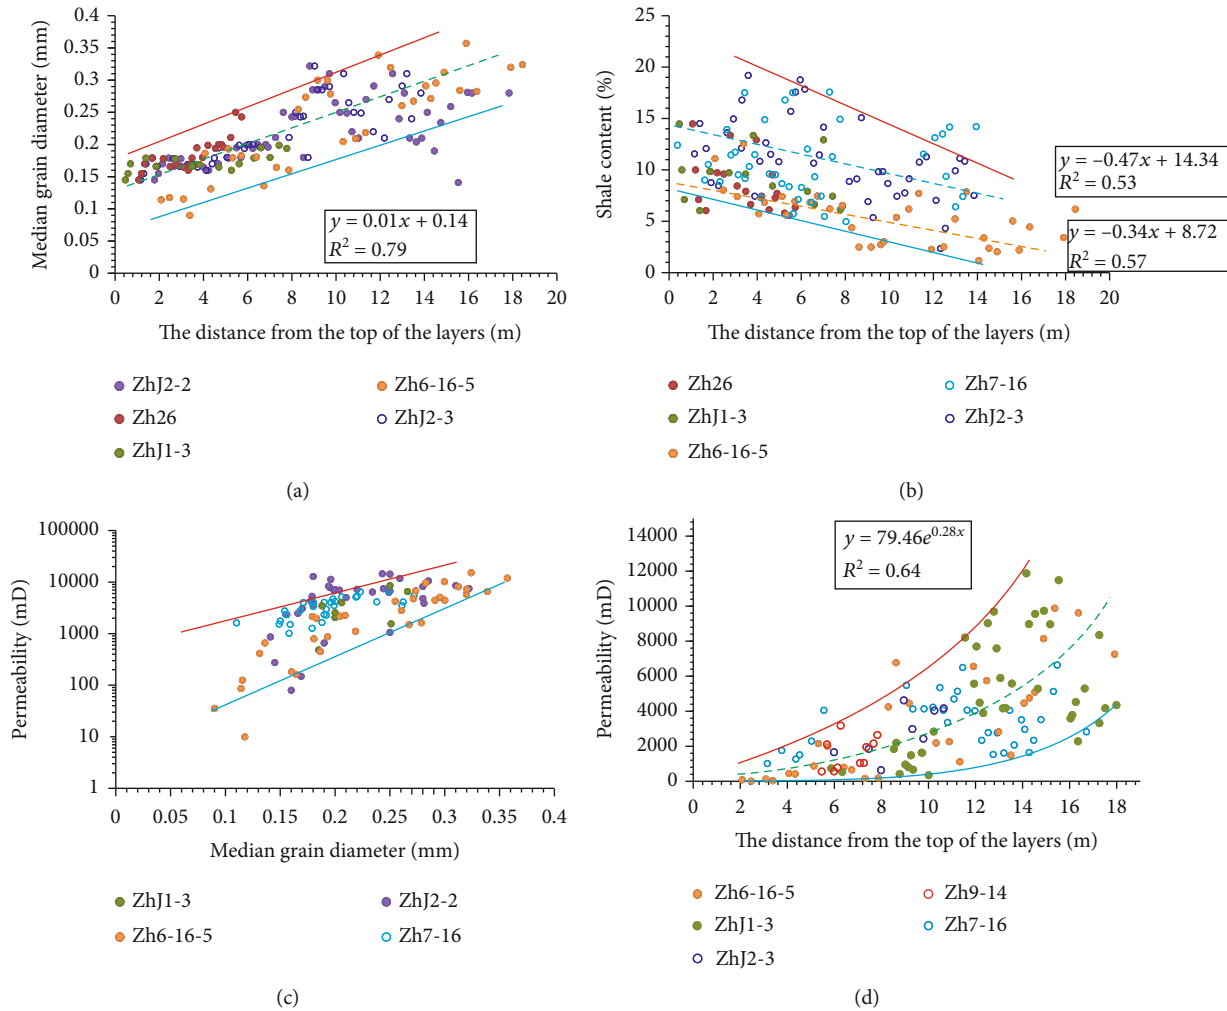 0.4
0.35
0.3
0.25
0.2
0.15
0.1
0.05
0
Median grain diameter (mm)
y = 0.01x + 0.14
R² = 0.79
0 2 4 6 8 10 12 14 16 18 20
The distance from the top of the layers (m)
ZhJ2-2
Zh26
ZhJ1-3
Zh6-16-5
ZhJ2-3
(a)
25
20
15
10
5
0
Shale content (%)
y = −0.47x + 14.34
R² = 0.53
y = −0.34x + 8.72
R² = 0.57
0 2 4 6 8 10 12 14 16 18 20
The distance from the top of the layers (m)
Zh26
ZhJ1-3
Zh6-16-5
Zh7-16
ZhJ2-3
(b)
100000
10000
1000
100
10
1
Permeability (mD)
0 0.05 0.1 0.15 0.2 0.25 0.3 0.35 0.4
Median grain diameter (mm)
ZhJ1-3
Zh6-16-5
ZhJ2-2
Zh7-16
(c)
14000
12000
10000
8000
6000
4000
2000
0
Permeability (mD)
y = 79.46e^0.28x
R² = 0.64
0 2 4 6 8 10 12 14 16 18
The distance from the top of the layers (m)
Zh6-16-5
ZhJ1-3
ZhJ2-3
Zh9-14
Zh7-16
(d)